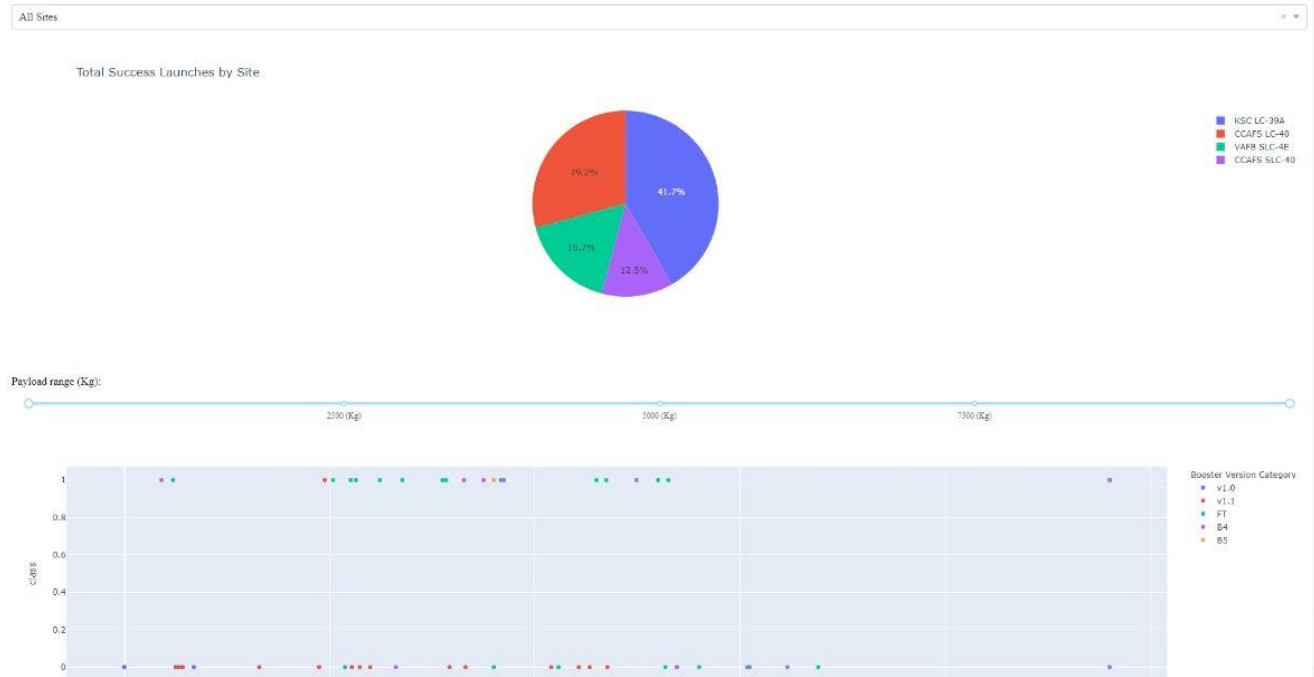 All Sites
× ▾
Total Success Launches by Site
KSC LC-39A
CCAFS LC-40
VAFB SLC-4E
CCAFS SLC-40
29.2%
41.7%
16.7%
12.5%
Payload range (Kg):
2500 (Kg)
5000 (Kg)
7500 (Kg)
Booster Version Category
v1.0
v1.1
FT
B4
B5
class
1
0.8
0.6
0.4
0.2
0